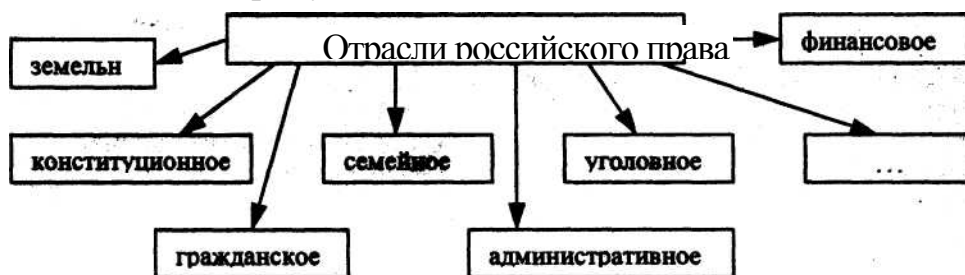 Отрасли российского права
финансовое
земельн
конституционное
семейное
уголовное
...
гражданское
административное